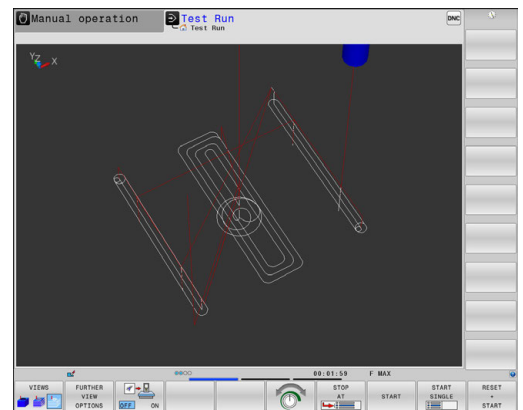 Manual operation
Test Run
DNC
Test Run
YZ X
00:01:59 F MAX
VIEWS
FURTHER
VIEW
OPTIONS
OFF ON
STOP
AT
START
START
SINGLE
RESET
+
START